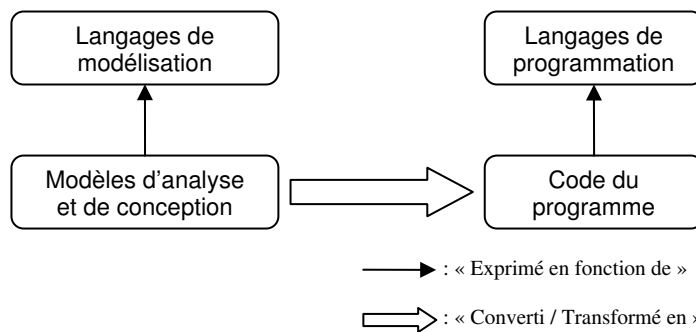 Langages de
modélisation
Langages de
programmation
Modèles d'analyse
et de conception
Code du
programme
: « Exprimé en fonction de »
: « Converti / Transformé en »